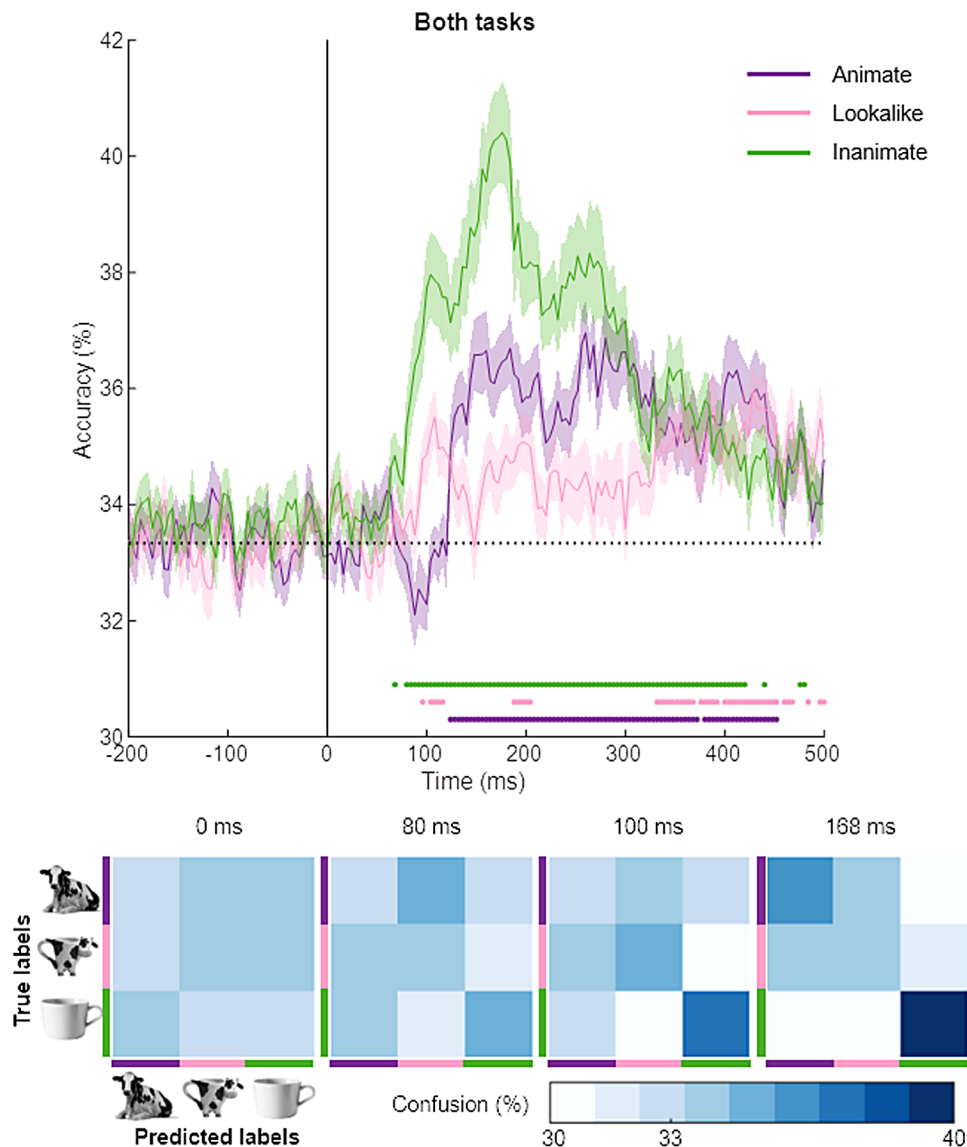 Both tasks
42
40
38
36
34
32
30
Accuracy (%)
Animate
Lookalike
Inanimate
-200 -100 0 100 200 300 400 500
Time (ms)
0 ms 80 ms 100 ms 168 ms
True labels
Predicted labels
Confusion (%)
30 33 40